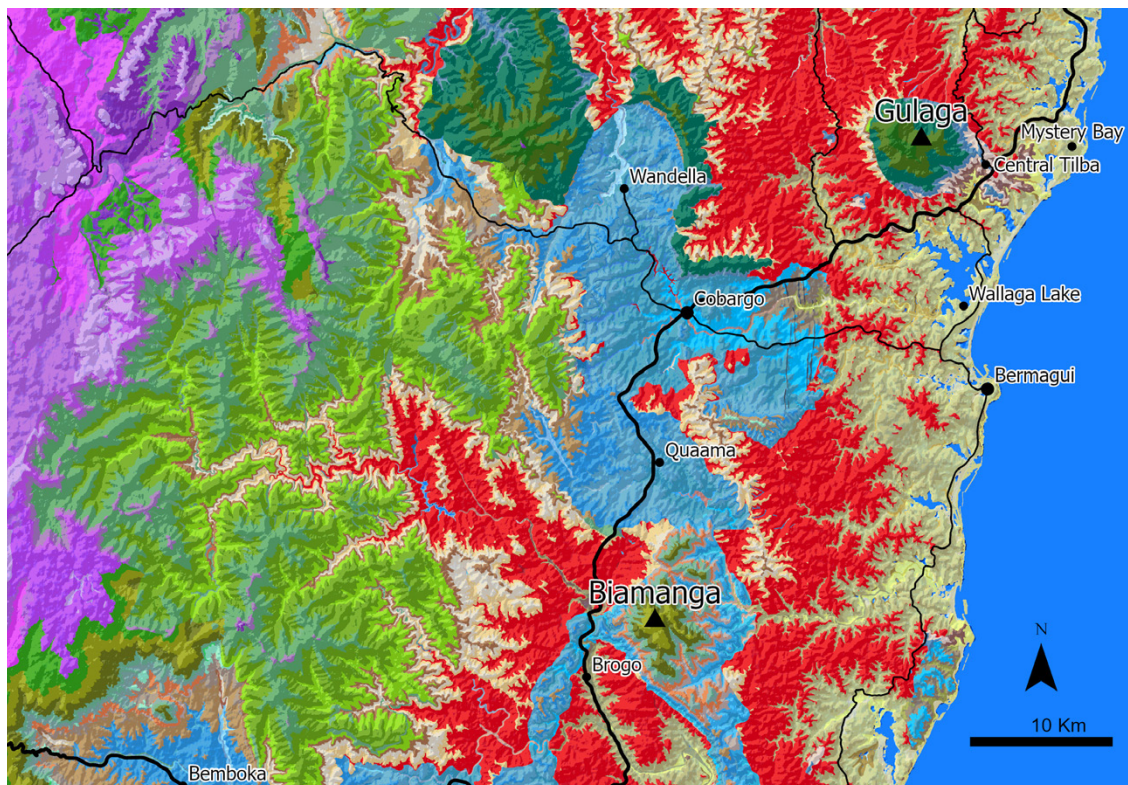 Gulaga
Mystery Bay
Central Tilba
Wandella
Cobargo
Wallaga Lake
Bermagui
Quaama
Biamanga
N
Brogo
10 Km
Bemboka